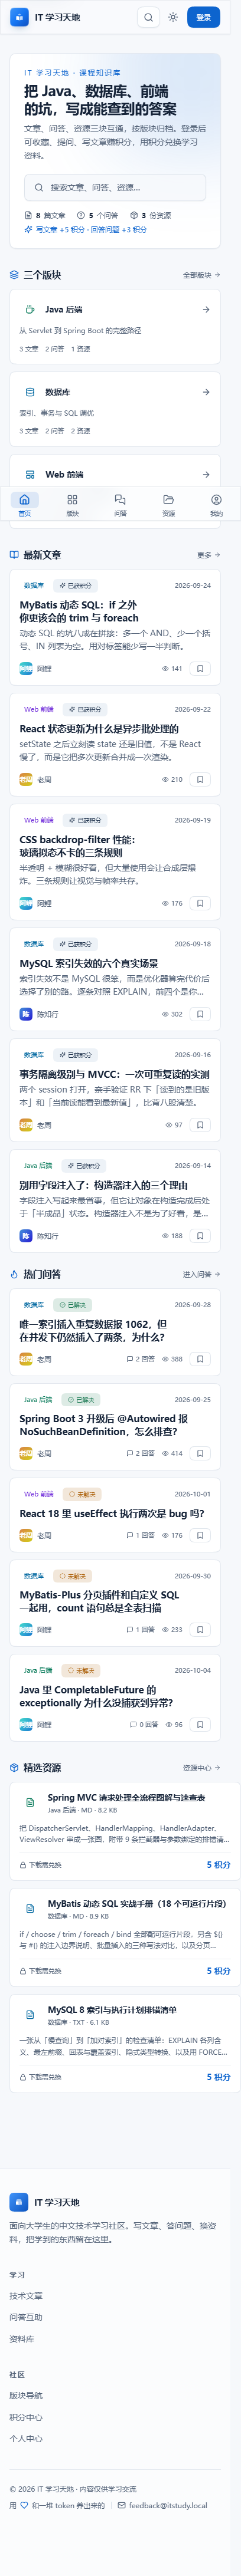 IT 学习天地
登录
IT 学习天地 · 课程知识库
把 Java、数据库、前端
的坑，写成能查到的答案
文章、问答、资源三块互通，按版块归档。登录后
可收藏、提问、写文章赚积分，用积分兑换学习
资料。
搜索文章、问答、资源...
8 篇文章 5 个问答 3 份资源
写文章 +5 积分 · 回答问题 +3 积分
三个版块
全部版块
Java 后端
从 Servlet 到 Spring Boot 的完整路径
3 文章 2 问答 1 资源
数据库
索引、事务与 SQL 调优
3 文章 2 问答 2 资源
Web 前端
首页 版块 问答 资源 我的
最新文章
更多
数据库 已获积分 2026-09-24
MyBatis 动态 SQL：if 之外
你更该会的 trim 与 foreach
动态 SQL 的坑八成在拼接：多一个 AND、少一个括
号、IN 列表为空。用对标签能少写一半判断。
阿鲤 141
Web 前端 已获积分 2026-09-22
React 状态更新为什么是异步批处理的
setState 之后立刻读 state 还是旧值，不是 React
慢了，而是它把多次更新合并成一次渲染。
老周 210
Web 前端 已获积分 2026-09-19
CSS backdrop-filter 性能：
玻璃拟态不卡的三条规则
半透明 + 模糊很好看，但大量使用会让合成层爆
炸。三条规则让视觉与帧率共存。
阿鲤 176
数据库 已获积分 2026-09-18
MySQL 索引失效的六个真实场景
索引失效不是 MySQL 很笨，而是优化器算完代价后
选择了别的路。逐条对照 EXPLAIN，前四个是你...
陈 陈知行 302
数据库 已获积分 2026-09-16
事务隔离级别与 MVCC：一次可重复读的实测
两个 session 打开，亲手验证 RR 下「读到的是旧版
本」和「当前读能看到最新值」，比背八股清楚。
老周 97
Java 后端 已获积分 2026-09-14
别用字段注入了：构造器注入的三个理由
字段注入写起来最省事，但它让对象在构造完成后处
于「半成品」状态。构造器注入不是为了好看，是...
陈 陈知行 188
热门问答
进入问答
数据库 已解决 2026-09-28
唯一索引插入重复数据报 1062，但
在并发下仍然插入了两条，为什么？
老周 2 回答 388
Java 后端 已解决 2026-09-25
Spring Boot 3 升级后 @Autowired 报
NoSuchBeanDefinition，怎么排查？
老周 2 回答 414
Web 前端 未解决 2026-10-01
React 18 里 useEffect 执行两次是 bug 吗？
老周 1 回答 176
数据库 未解决 2026-09-30
MyBatis-Plus 分页插件和自定义 SQL
一起用，count 语句总是全表扫描
阿鲤 1 回答 233
Java 后端 未解决 2026-10-04
Java 里 CompletableFuture 的
exceptionally 为什么没捕获到异常？
阿鲤 0 回答 96
精选资源
资源中心
Spring MVC 请求处理全流程图解与速查表
Java 后端 · MD · 8.2 KB
把 DispatcherServlet、HandlerMapping、HandlerAdapter、
ViewResolver 串成一张图，附带 9 条拦截器与参数绑定的排错清...
下载需兑换 5 积分
MyBatis 动态 SQL 实战手册（18 个可运行片段）
数据库 · MD · 8.9 KB
if / choose / trim / foreach / bind 全部配可运行片段，另含 ${}
与 #{} 的注入边界说明、批量插入的三种写法对比，以及分页...
下载需兑换 5 积分
MySQL 8 索引与执行计划排错清单
数据库 · TXT · 6.1 KB
一张从「慢查询」到「加对索引」的检查清单：EXPLAIN 各列含
义、最左前缀、回表与覆盖索引、隐式类型转换、以及用 FORCE...
下载需兑换 5 积分
IT 学习天地
面向大学生的中文技术学习社区。写文章、答问题、换资
料，把学到的东西留在这里。
学习
技术文章
问答互助
资料库
社区
版块导航
积分中心
个人中心
© 2026 IT 学习天地 · 内容仅供学习交流
用 和一堆 token 养出来的 feedback@itstudy.local